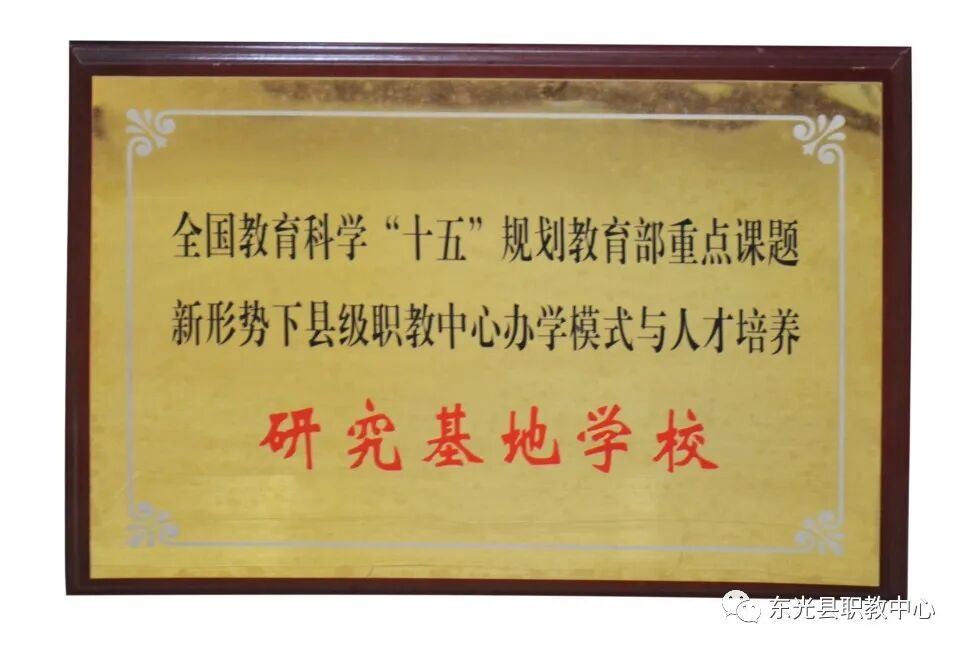 全国教育科学“十五”规划教育部重点课题
新形势下县级职教中心办学模式与人才培养
研究基地学校
东光县职教中心